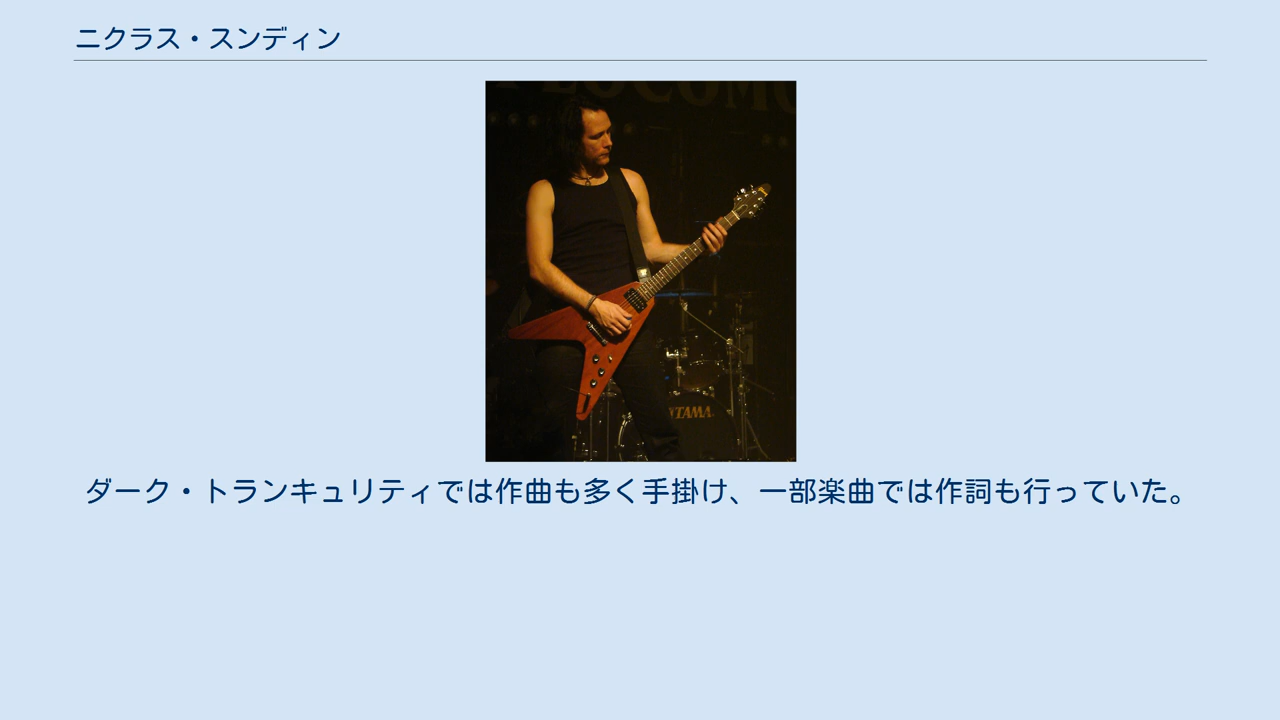 ニクラス・スンディン
TAMA
ダーク・トランキュリティでは作曲も多く手掛け、一部楽曲では作詞も行っていた。